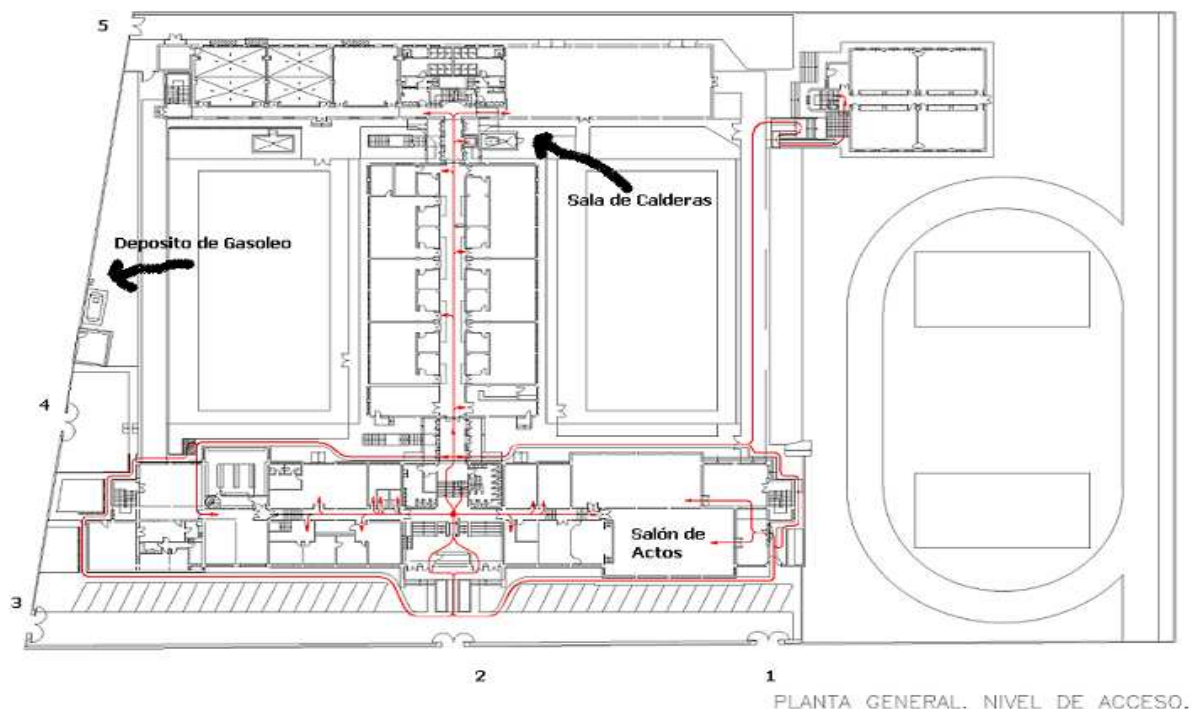 5
Sala de Calderas
Deposito de Gasoleo
4
Salón de
Actos
3
2
1
PLANTA GENERAL. NIVEL DE ACCESO.